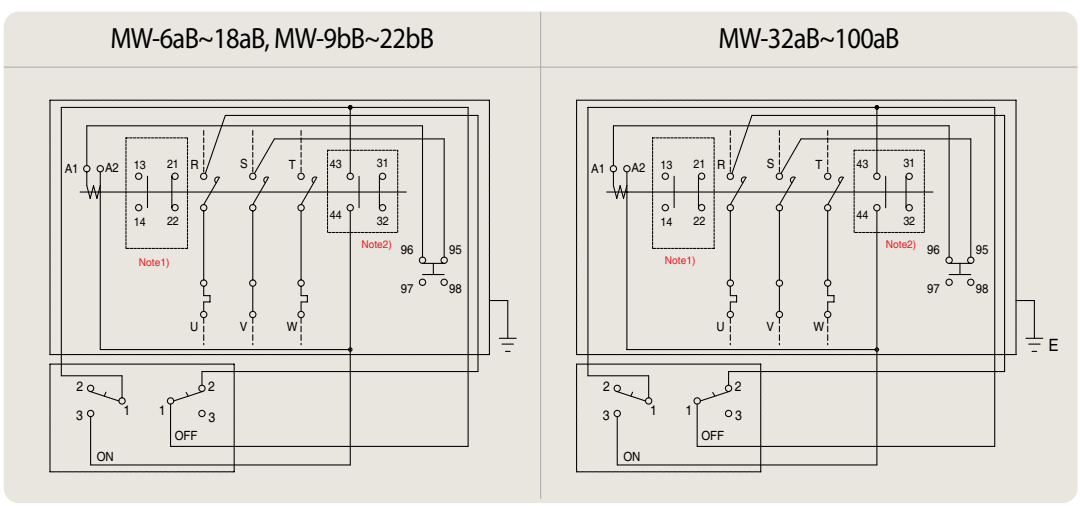 MW-6aB~18aB, MW-9bB~22bB
MW-32aB~100aB
A1 A2 13 21 R S T 43 31
14 22 44 32
Note1) Note2)
96 95
97 98
U V W
2 2
3 1 1 3
OFF
ON
A1 A2 13 21 R S T 43 31
14 22 44 32
Note1) Note2)
96 95
97 98
U V W
E
2 2
3 1 1 3
OFF
ON